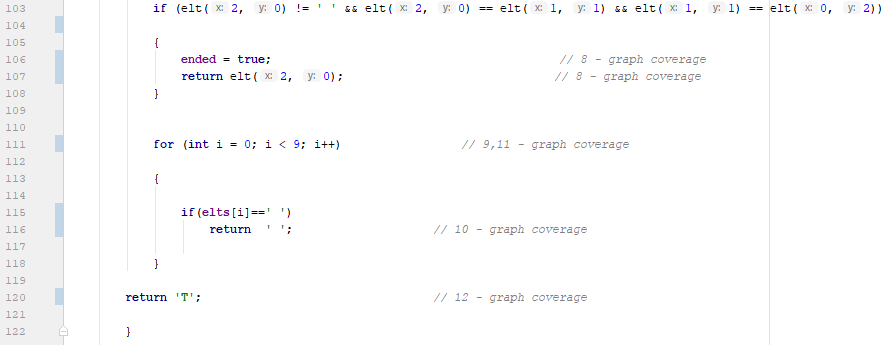 103 if (elt( x: 2, y: 0) != ' ' && elt( x: 2, y: 0) == elt( x: 1, y: 1) && elt( x: 1, y: 1) == elt( x: 0, y: 2))
104
105 {
106 ended = true; // 8 - graph coverage
107 return elt( x: 2, y: 0); // 8 - graph coverage
108 }
109
110
111 for (int i = 0; i < 9; i++) // 9,11 - graph coverage
112
113 {
114
115 if(elts[i]==' ')
116 return ' '; // 10 - graph coverage
117
118 }
119
120 return 'T'; // 12 - graph coverage
121
122 }